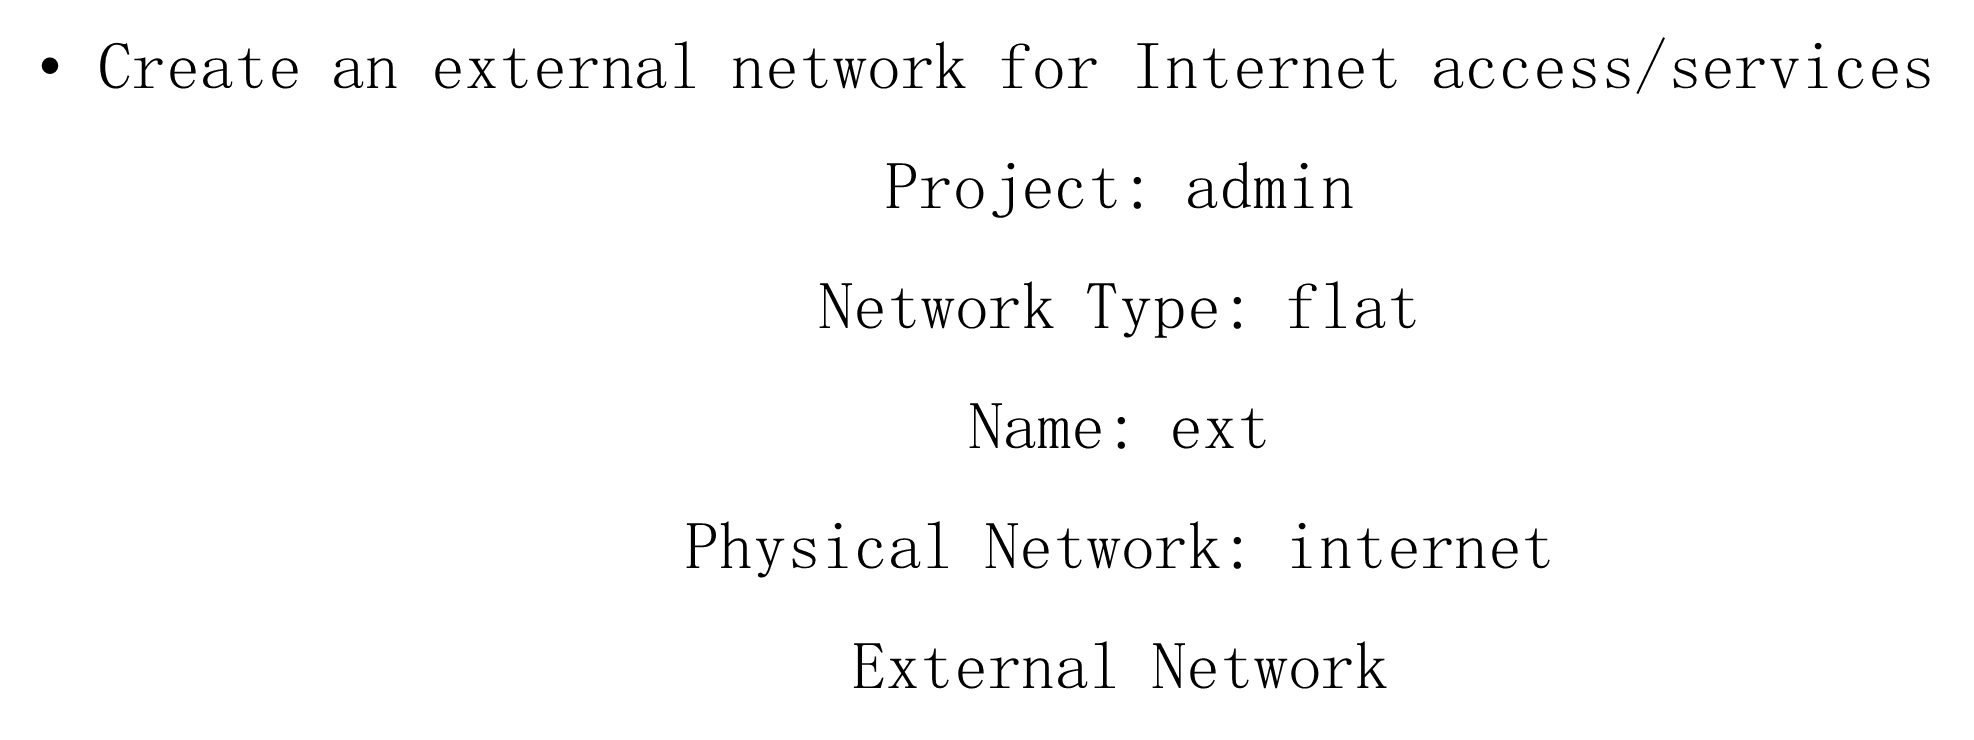 • Create an external network for Internet access/services
Project: admin
Network Type: flat
Name: ext
Physical Network: internet
External Network